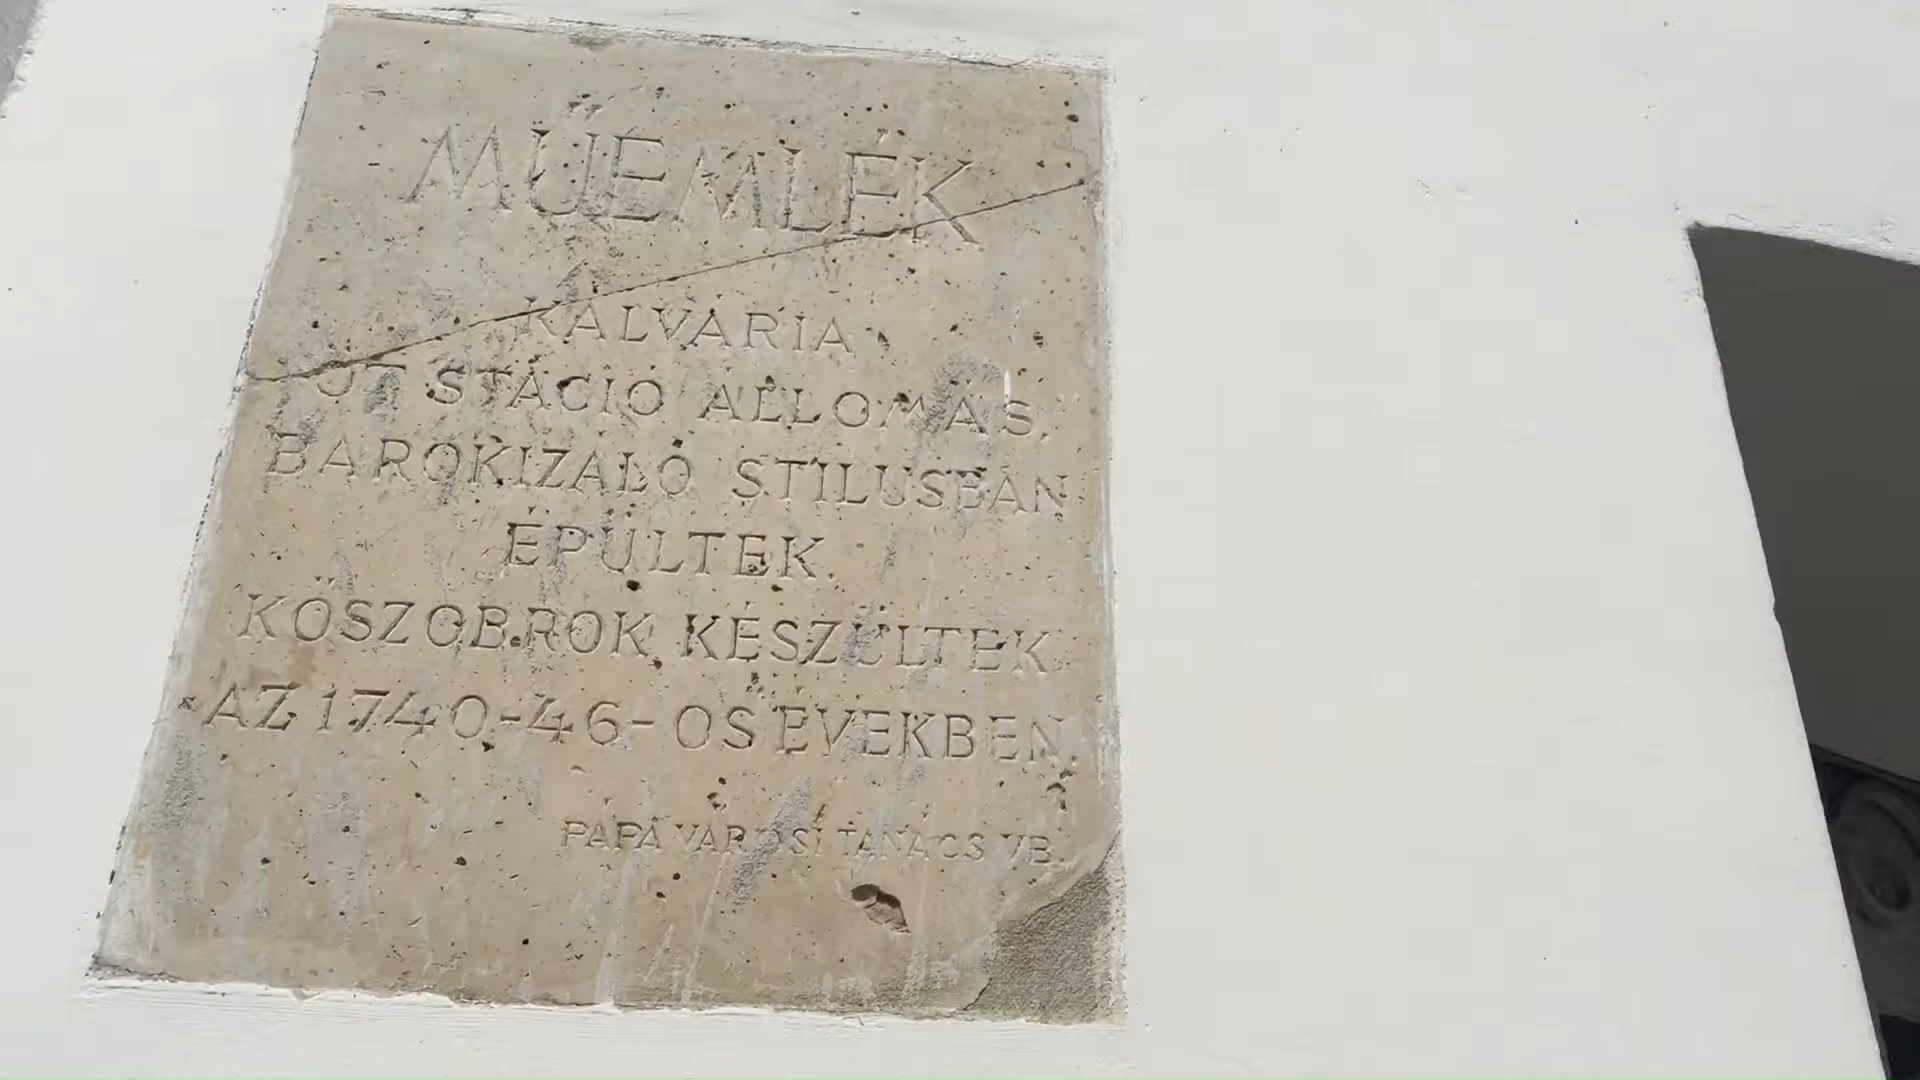 MŰEMLÉK
KÁLVÁRIA
ÖT STÁCIÓ ÁLLOMÁS,
BAROKIZÁLÓ STÍLUSBAN
ÉPÜLTEK.
KŐSZOBROK KÉSZÜLTEK
AZ 1740-46-OS ÉVEKBEN.
PÁPA VÁROSI TANÁCS VB.